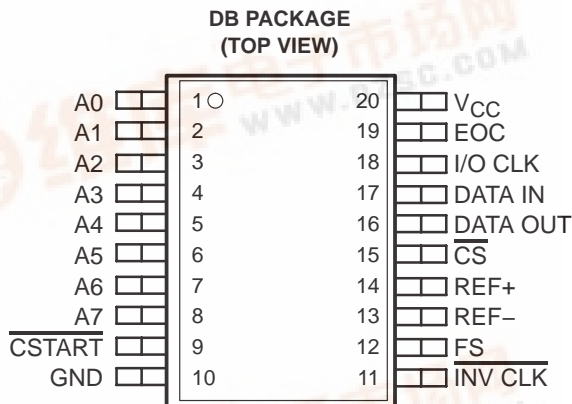 DB PACKAGE
(TOP VIEW)
A0 1 20 VCC
A1 2 19 EOC
A2 3 18 I/O CLK
A3 4 17 DATA IN
A4 5 16 DATA OUT
A5 6 15 CS
A6 7 14 REF+
A7 8 13 REF–
CSTART 9 12 FS
GND 10 11 INV CLK